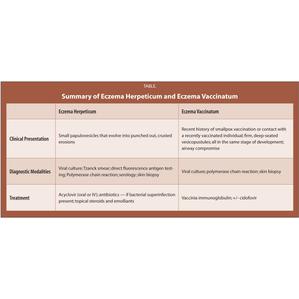 TABLE.
Summary of Eczema Herpeticum and Eczema Vaccinatum
Eczema Herpeticum
Eczema Vaccinatum
Clinical Presentation
Small papulovesicles that evolve into punched out, crusted
erosions
Recent history of smallpox vaccination or contact with
a recently vaccinated individual; firm, deep-seated
vesicopustules; all in the same stage of development;
airway compromise
Diagnostic Modalities
Viral culture; Tzanck smear; direct fluorescence antigen test-
ing; Polymerase chain reaction; serology; skin biopsy
Viral culture; polymerase chain reaction; skin biopsy
Treatment
Acyclovir (oral or IV); antibiotics — if bacterial superinfection
present; topical steroids and emollients
Vaccinia immunoglobulin; +/- cidofovir